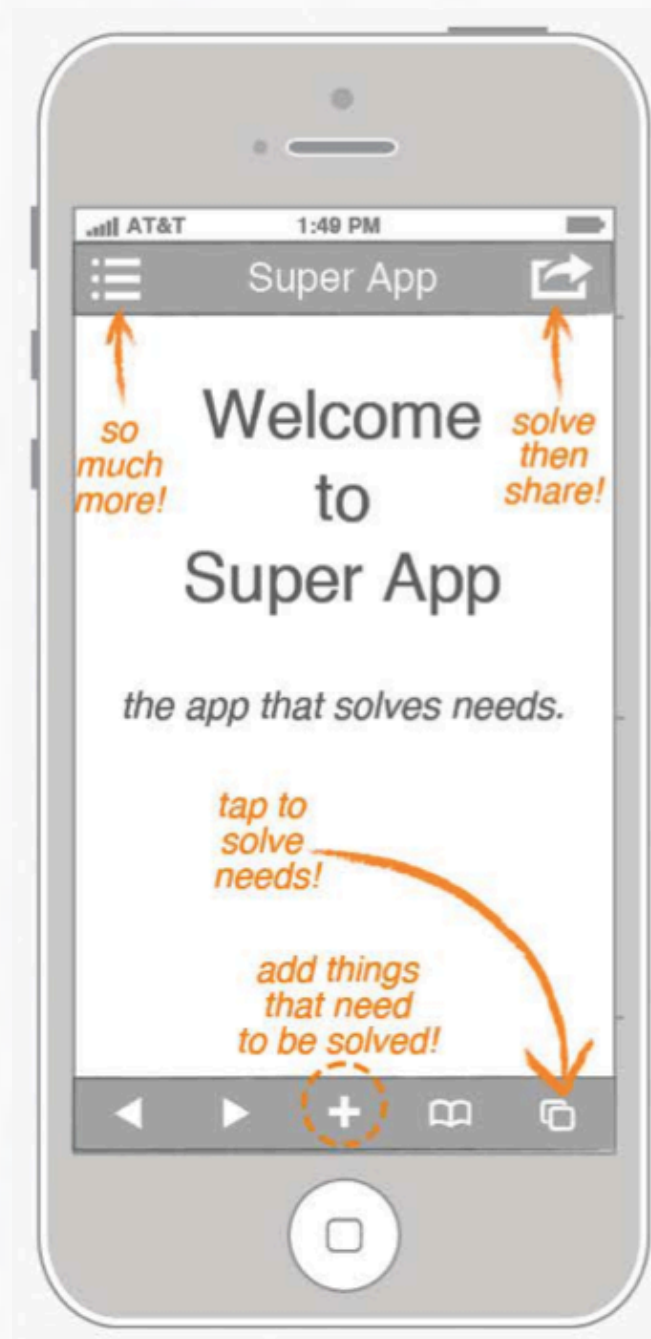 AT&T 1:49 PM
Super App
Welcome
to
Super App
so
much
more!
solve
then
share!
the app that solves needs.
tap to
solve
needs!
add things
that need
to be solved!